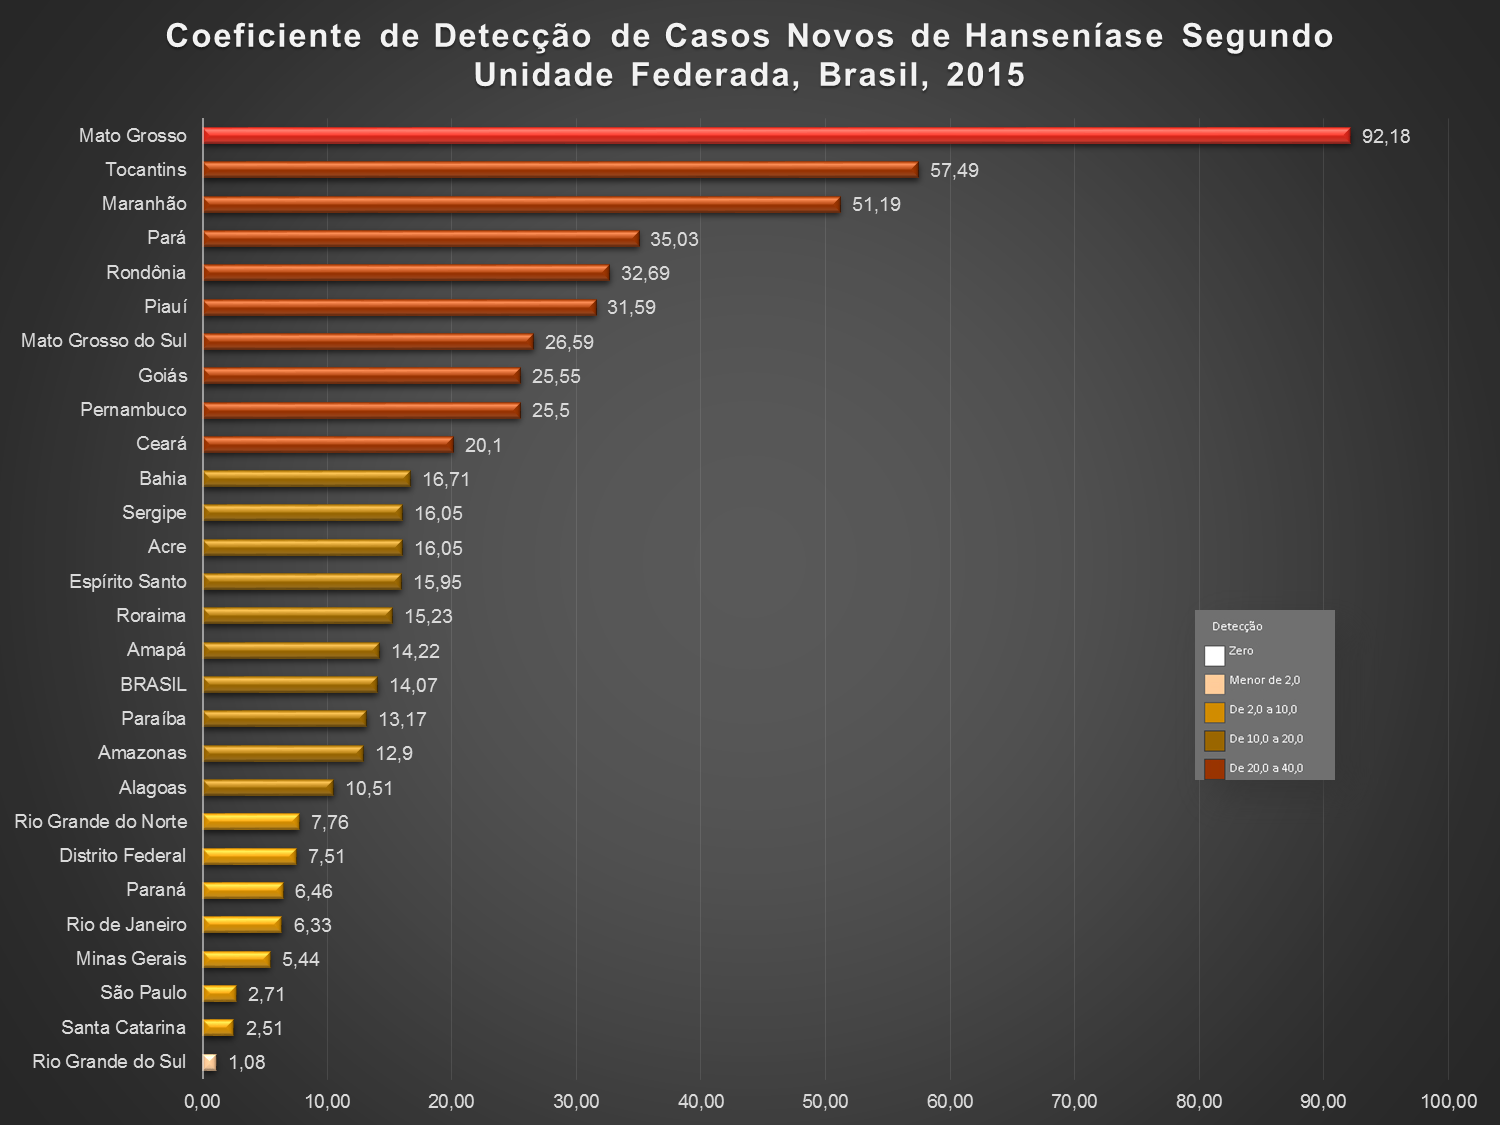 Coeficiente de Detecção de Casos Novos de Hanseníase Segundo
Unidade Federada, Brasil, 2015
Mato Grosso 92,18
Tocantins 57,49
Maranhão 51,19
Pará 35,03
Rondônia 32,69
Piauí 31,59
Mato Grosso do Sul 26,59
Goiás 25,55
Pernambuco 25,5
Ceará 20,1
Bahia 16,71
Sergipe 16,05
Acre 16,05
Espírito Santo 15,95
Roraima 15,23
Amapá 14,22
BRASIL 14,07
Paraíba 13,17
Amazonas 12,9
Alagoas 10,51
Rio Grande do Norte 7,76
Distrito Federal 7,51
Paraná 6,46
Rio de Janeiro 6,33
Minas Gerais 5,44
São Paulo 2,71
Santa Catarina 2,51
Rio Grande do Sul 1,08
0,00 10,00 20,00 30,00 40,00 50,00 60,00 70,00 80,00 90,00 100,00
Detecção
Zero
Menor de 2,0
De 2,0 a 10,0
De 10,0 a 20,0
De 20,0 a 40,0